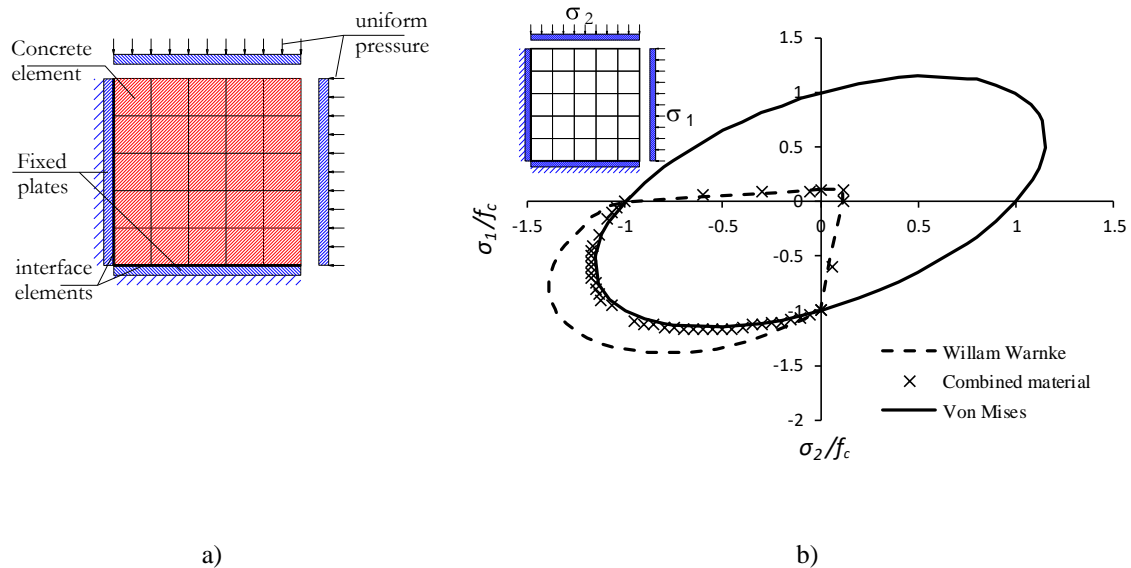 uniform
pressure
Concrete
element
Fixed
plates
interface
elements
a)
σ 2
σ 1
1.5
1
0.5
0
-0.5
-1
-1.5
-2
-1.5
-1
-0.5
0
0.5
1
1.5
σ1/fc
σ2/fc
Willam Warnke
Combined material
Von Mises
b)